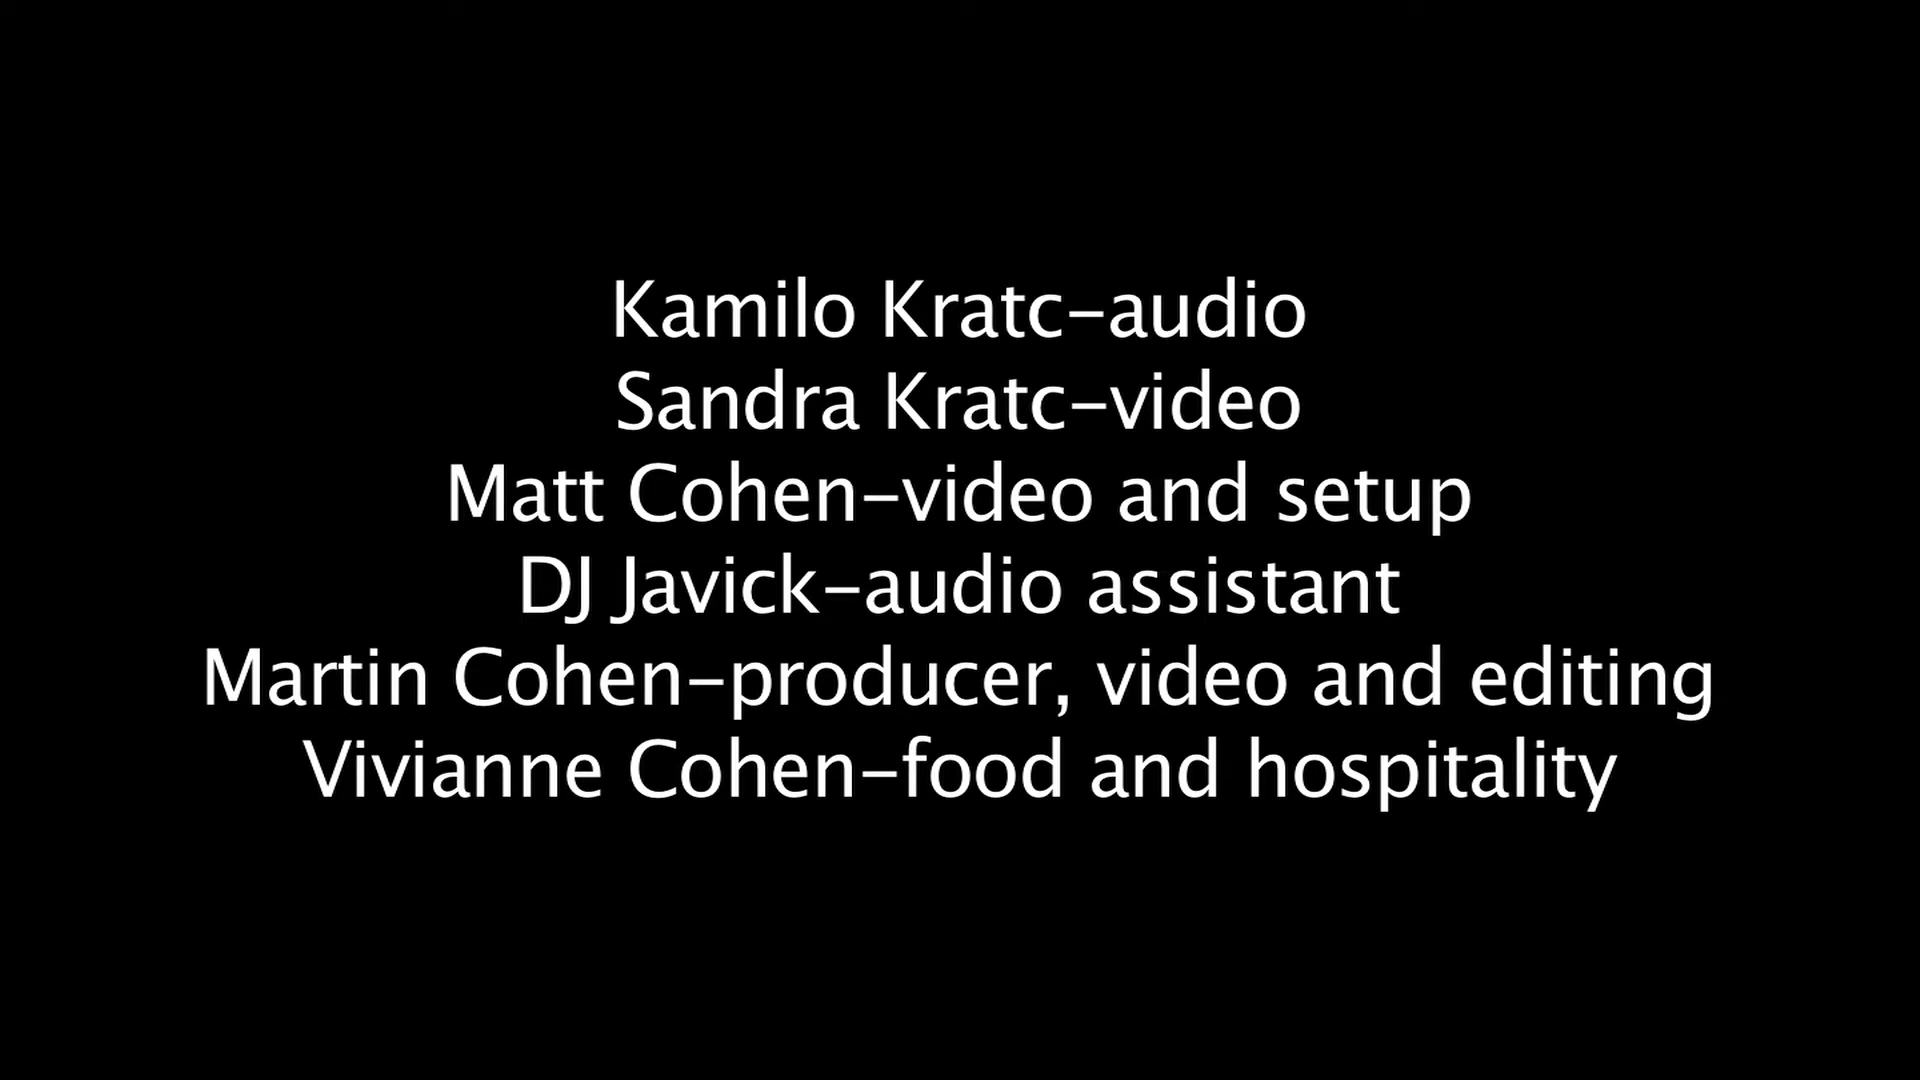 Kamilo Kratc-audio
Sandra Kratc-video
Matt Cohen-video and setup
DJ Javick-audio assistant
Martin Cohen-producer, video and editing
Vivianne Cohen-food and hospitality